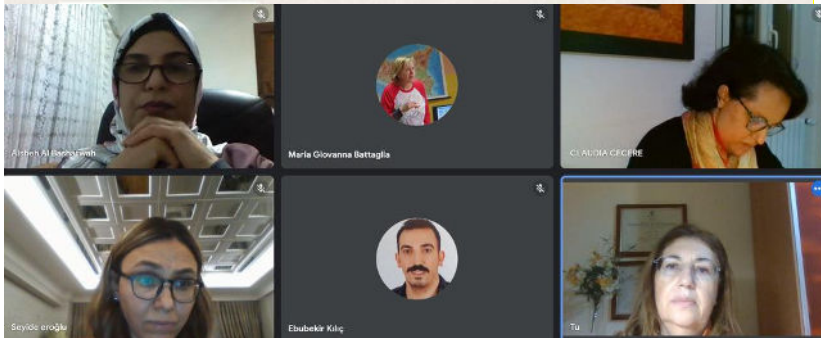 Maria Giovanna Battaglia
CLAUDIA CECERE
Seyide eroğlu
Ebubekir Kılıç
Tu